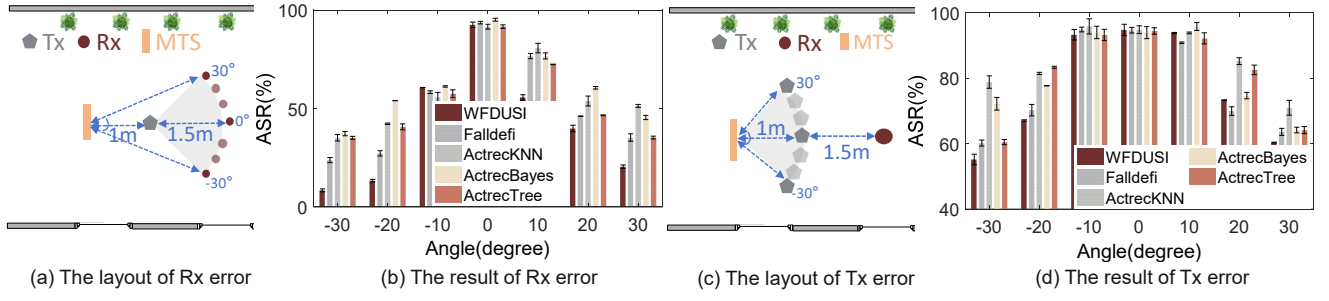 Tx Rx MTS
30°
0°
1m
1.5m
-30°
(a) The layout of Rx error
100
50
0
ASR(%)
WFDUSI
Falldefi
ActrecKNN
ActrecBayes
ActrecTree
-30 -20 -10 0 10 20 30
Angle(degree)
(b) The result of Rx error
Tx Rx MTS
30°
1m
1.5m
-30°
(c) The layout of Tx error
100
80
60
40
ASR(%)
WFDUSI ActrecBayes
Falldefi ActrecTree
ActrecKNN
-30 -20 -10 0 10 20 30
Angle(degree)
(d) The result of Tx error